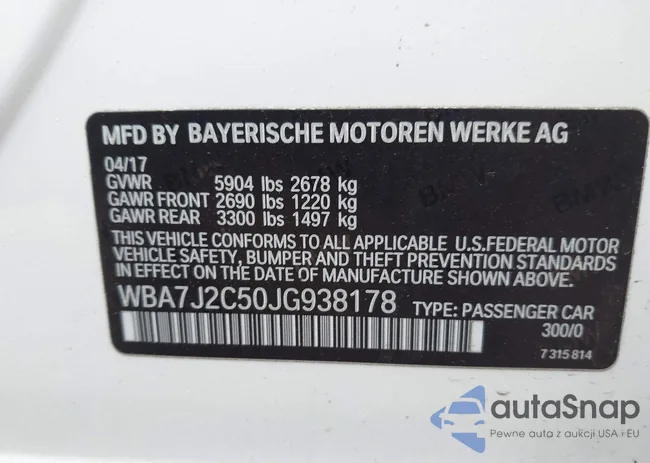 MFD BY BAYERISCHE MOTOREN WERKE AG
04/17
GVWR 5904 lbs 2678 kg
GAWR FRONT 2690 lbs 1220 kg
GAWR REAR 3300 lbs 1497 kg
THIS VEHICLE CONFORMS TO ALL APPLICABLE U.S.FEDERAL MOTOR
VEHICLE SAFETY, BUMPER AND THEFT PREVENTION STANDARDS
IN EFFECT ON THE DATE OF MANUFACTURE SHOWN ABOVE.
WBA7J2C50JG938178 TYPE: PASSENGER CAR
300/0
7315814
autaSnap
Pewne auta z aukcji USA i EU